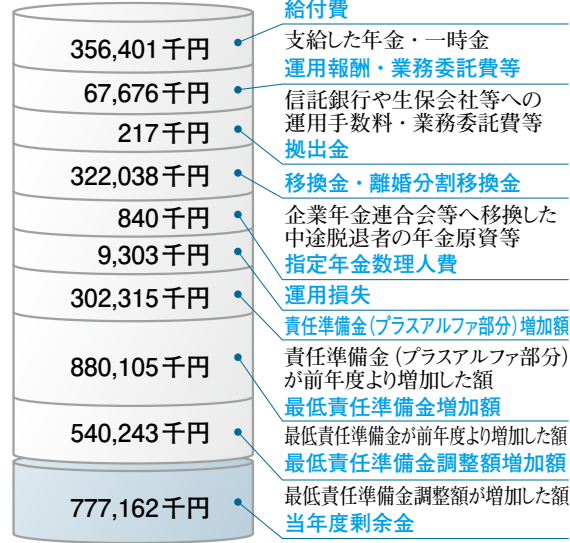 給付費
356,401千円
支給した年金・一時金
運用報酬・業務委託費等
67,676千円
信託銀行や生保会社等への
運用手数料・業務委託費等
217千円
拠出金
322,038千円
移換金・離婚分割移換金
840千円
企業年金連合会等へ移換した
中途脱退者の年金原資等
9,303千円
指定年金数理人費
302,315千円
運用損失
責任準備金(プラスアルファ部分)増加額
880,105千円
責任準備金(プラスアルファ部分)
が前年度より増加した額
最低責任準備金増加額
540,243千円
最低責任準備金が前年度より増加した額
最低責任準備金調整額増加額
777,162千円
最低責任準備金調整額が増加した額
当年度剰余金